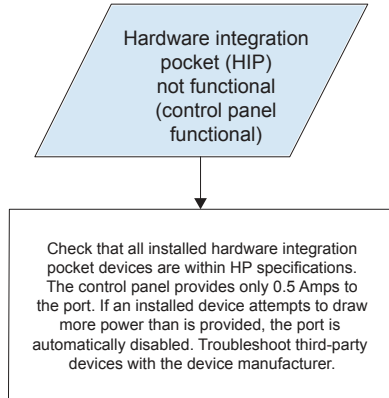 Hardware integration
pocket (HIP)
not functional
(control panel
functional)
Check that all installed hardware integration
pocket devices are within HP specifications.
The control panel provides only 0.5 Amps to
the port. If an installed device attempts to draw
more power than is provided, the port is
automatically disabled. Troubleshoot third-party
devices with the device manufacturer.